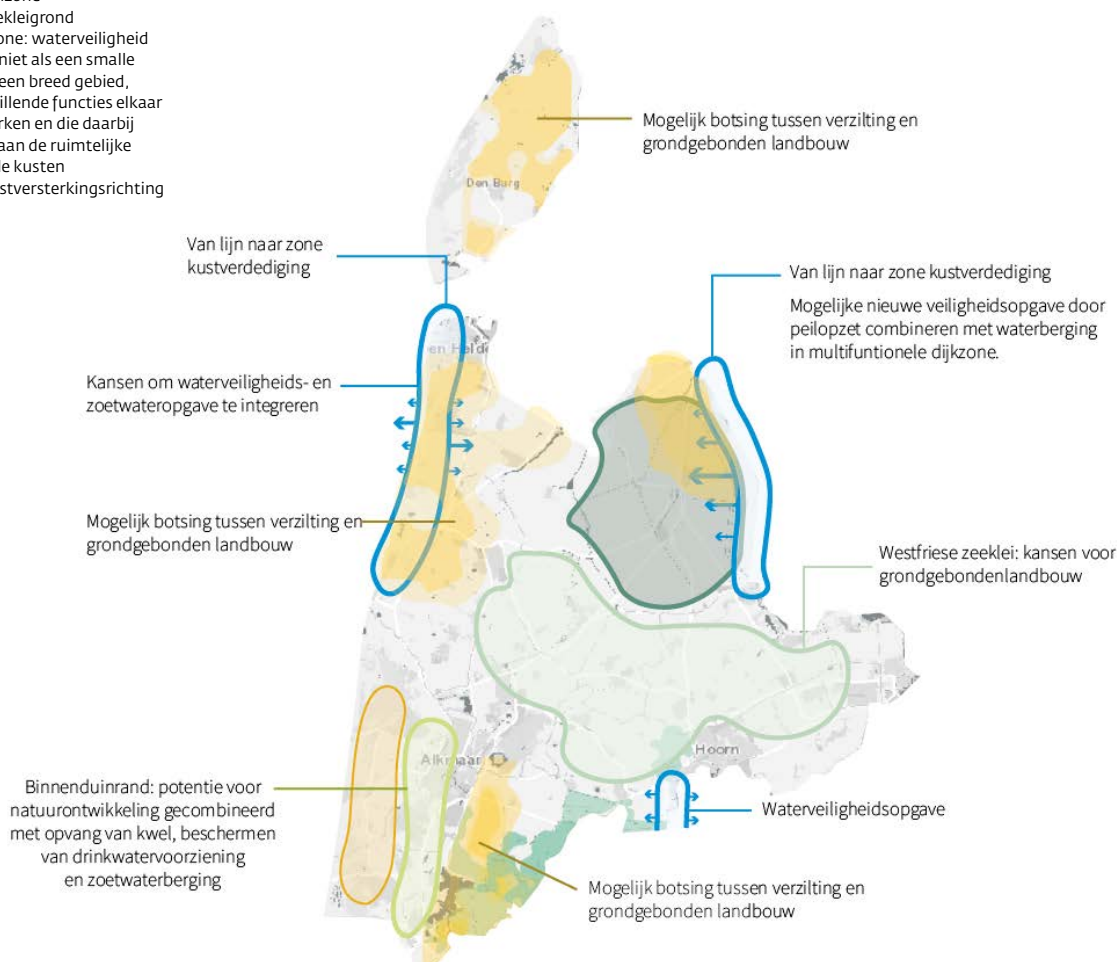 ekleigrond
one: waterveiligheid
niet als een smalle
een breed gebied,
illende functies elkaar
rken en die daarbij
aan de ruimtelijke
le kusten
stversterkingsrichting
Mogelijk botsing tussen verzilting en
grondgebonden landbouw
Den Burg
Van lijn naar zone
kustverdediging
Van lijn naar zone kustverdediging
Mogelijke nieuwe veiligheidsopgave door
peilopzet combineren met waterberging
in multifuntionele dijkzone.
en Helde
Kansen om waterveiligheids- en
zoetwateropgave te integreren
Mogelijk botsing tussen verzilting en
grondgebonden landbouw
Westfriese zeeklei: kansen voor
grondgebondenlandbouw
Hoorn
Alkmaar
Binnenduinrand: potentie voor
natuurontwikkeling gecombineerd
met opvang van kwel, beschermen
van drinkwatervoorziening
en zoetwaterberging
Waterveiligheidsopgave
Mogelijk botsing tussen verzilting en
grondgebonden landbouw